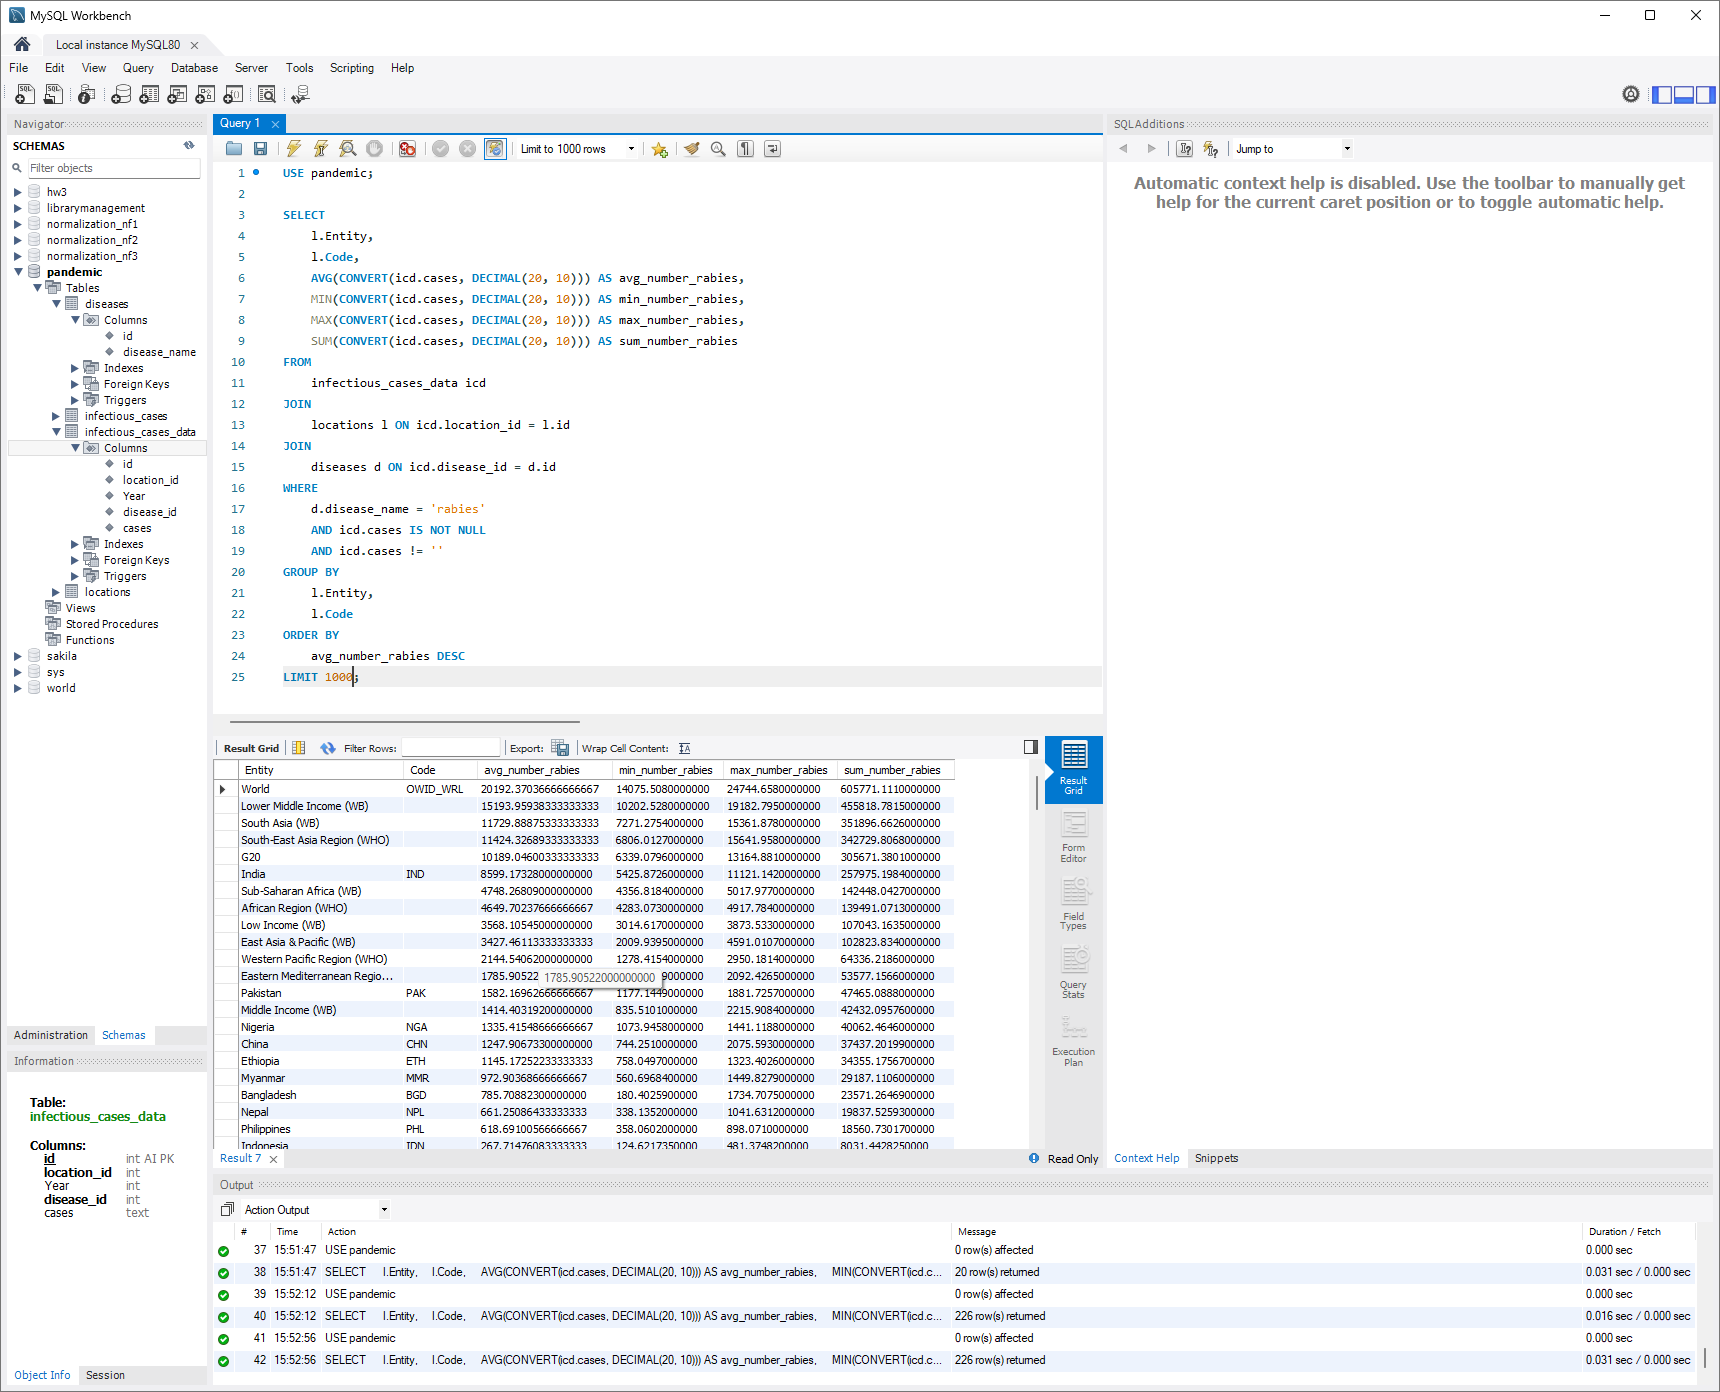 MySQL Workbench
Local instance MySQL80
File Edit View Query Database Server Tools Scripting Help
Navigator
SCHEMAS
Filter objects
hw3
librarymanagement
normalization_nf1
normalization_nf2
normalization_nf3
pandemic
Tables
diseases
Columns
id
disease_name
Indexes
Foreign Keys
Triggers
infectious_cases
infectious_cases_data
Columns
id
location_id
Year
disease_id
cases
Indexes
Foreign Keys
Triggers
locations
Views
Stored Procedures
Functions
sakila
sys
world
Administration Schemas
Information
Table:
infectious_cases_data
Columns:
id int AI PK
location_id int
Year int
disease_id int
cases text
Object Info Session
Query 1
Limit to 1000 rows
1 USE pandemic;
2
3 SELECT
4 l.Entity,
5 l.Code,
6 AVG(CONVERT(icd.cases, DECIMAL(20, 10))) AS avg_number_rabies,
7 MIN(CONVERT(icd.cases, DECIMAL(20, 10))) AS min_number_rabies,
8 MAX(CONVERT(icd.cases, DECIMAL(20, 10))) AS max_number_rabies,
9 SUM(CONVERT(icd.cases, DECIMAL(20, 10))) AS sum_number_rabies
10 FROM
11 infectious_cases_data icd
12 JOIN
13 locations l ON icd.location_id = l.id
14 JOIN
15 diseases d ON icd.disease_id = d.id
16 WHERE
17 d.disease_name = 'rabies'
18 AND icd.cases IS NOT NULL
19 AND icd.cases != ''
20 GROUP BY
21 l.Entity,
22 l.Code
23 ORDER BY
24 avg_number_rabies DESC
25 LIMIT 1000;
Result Grid Filter Rows: Export: Wrap Cell Content:
Entity Code avg_number_rabies min_number_rabies max_number_rabies sum_number_rabies
World OWID_WRL 20192.37036666666667 14075.5080000000 24744.6580000000 605771.1110000000
Lower Middle Income (WB) 15193.95938333333333 10202.5280000000 19182.7950000000 455818.7815000000
South Asia (WB) 11729.88875333333333 7271.2754000000 15361.8780000000 351896.6626000000
South-East Asia Region (WHO) 11424.32689333333333 6806.0127000000 15641.9580000000 342729.8068000000
G20 10189.04600333333333 6339.0796000000 13164.8810000000 305671.3801000000
India IND 8599.17328000000000 5425.8726000000 11121.1420000000 257975.1984000000
Sub-Saharan Africa (WB) 4748.26809000000000 4356.8184000000 5017.9770000000 142448.0427000000
African Region (WHO) 4649.70237666666667 4283.0730000000 4917.7840000000 139491.0713000000
Low Income (WB) 3568.10545000000000 3014.6170000000 3873.5330000000 107043.1635000000
East Asia & Pacific (WB) 3427.46113333333333 2009.9395000000 4591.0107000000 102823.8340000000
Western Pacific Region (WHO) 2144.54062000000000 1278.4154000000 2950.1814000000 64336.2186000000
Eastern Mediterranean Regio... 1785.90522 1785.90522000000000 9000000 2092.4265000000 53577.1566000000
Pakistan PAK 1582.16962666666667 1177.1449000000 1881.7257000000 47465.0888000000
Middle Income (WB) 1414.40319200000000 835.5101000000 2215.9084000000 42432.0957600000
Nigeria NGA 1335.41548666666667 1073.9458000000 1441.1188000000 40062.4646000000
China CHN 1247.90673300000000 744.2510000000 2075.5930000000 37437.2019900000
Ethiopia ETH 1145.17252233333333 758.0497000000 1323.4026000000 34355.1756700000
Myanmar MMR 972.90368666666667 560.6968400000 1449.8279000000 29187.1106000000
Bangladesh BGD 785.70882300000000 180.4025900000 1734.7075000000 23571.2646900000
Nepal NPL 661.25086433333333 338.1352000000 1041.6312000000 19837.5259300000
Philippines PHL 618.69100566666667 358.0602000000 898.0710000000 18560.7301700000
Indonesia IDN 267.71476083333333 124.6217350000 481.3748200000 8031.4428250000
Result Grid
Form Editor
Field Types
Query Stats
Execution Plan
Result 7
Read Only
SQLAdditions
Jump to
Automatic context help is disabled. Use the toolbar to manually get
help for the current caret position or to toggle automatic help.
Context Help Snippets
Output
Action Output
# Time Action Message Duration / Fetch
37 15:51:47 USE pandemic 0 row(s) affected 0.000 sec
38 15:51:47 SELECT l.Entity, l.Code, AVG(CONVERT(icd.cases, DECIMAL(20, 10))) AS avg_number_rabies, MIN(CONVERT(icd.c... 20 row(s) returned 0.031 sec / 0.000 sec
39 15:52:12 USE pandemic 0 row(s) affected 0.000 sec
40 15:52:12 SELECT l.Entity, l.Code, AVG(CONVERT(icd.cases, DECIMAL(20, 10))) AS avg_number_rabies, MIN(CONVERT(icd.c... 226 row(s) returned 0.016 sec / 0.000 sec
41 15:52:56 USE pandemic 0 row(s) affected 0.000 sec
42 15:52:56 SELECT l.Entity, l.Code, AVG(CONVERT(icd.cases, DECIMAL(20, 10))) AS avg_number_rabies, MIN(CONVERT(icd.c... 226 row(s) returned 0.031 sec / 0.000 sec